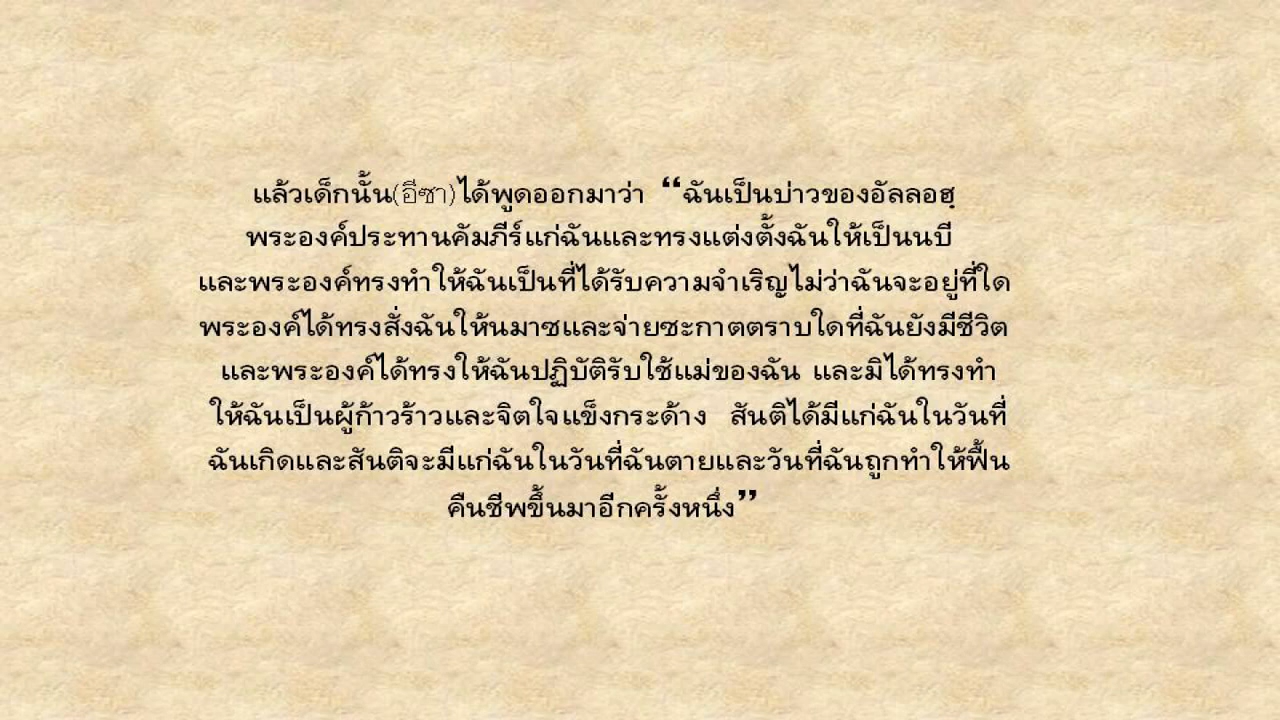 แล้วเด็กนั้น(อีซา)ได้พูดออกมาว่า “ฉันเป็นบ่าวของอัลลอฮฺ
พระองค์ประทานคัมภีร์แก่ฉันและทรงแต่งตั้งฉันให้เป็นนบี
และพระองค์ทรงทำให้ฉันเป็นที่ได้รับความจำเริญไม่ว่าฉันจะอยู่ที่ใด
พระองค์ได้ทรงสั่งฉันให้นมาซและจ่ายซะกาตตราบใดที่ฉันยังมีชีวิต
และพระองค์ได้ทรงให้ฉันปฏิบัติรับใช้แม่ของฉัน และมิได้ทรงทำ
ให้ฉันเป็นผู้ก้าวร้าวและจิตใจแข็งกระด้าง สันติได้มีแก่ฉันในวันที่
ฉันเกิดและสันติจะมีแก่ฉันในวันที่ฉันตายและวันที่ฉันถูกทำให้ฟื้น
คืนชีพขึ้นมาอีกครั้งหนึ่ง”